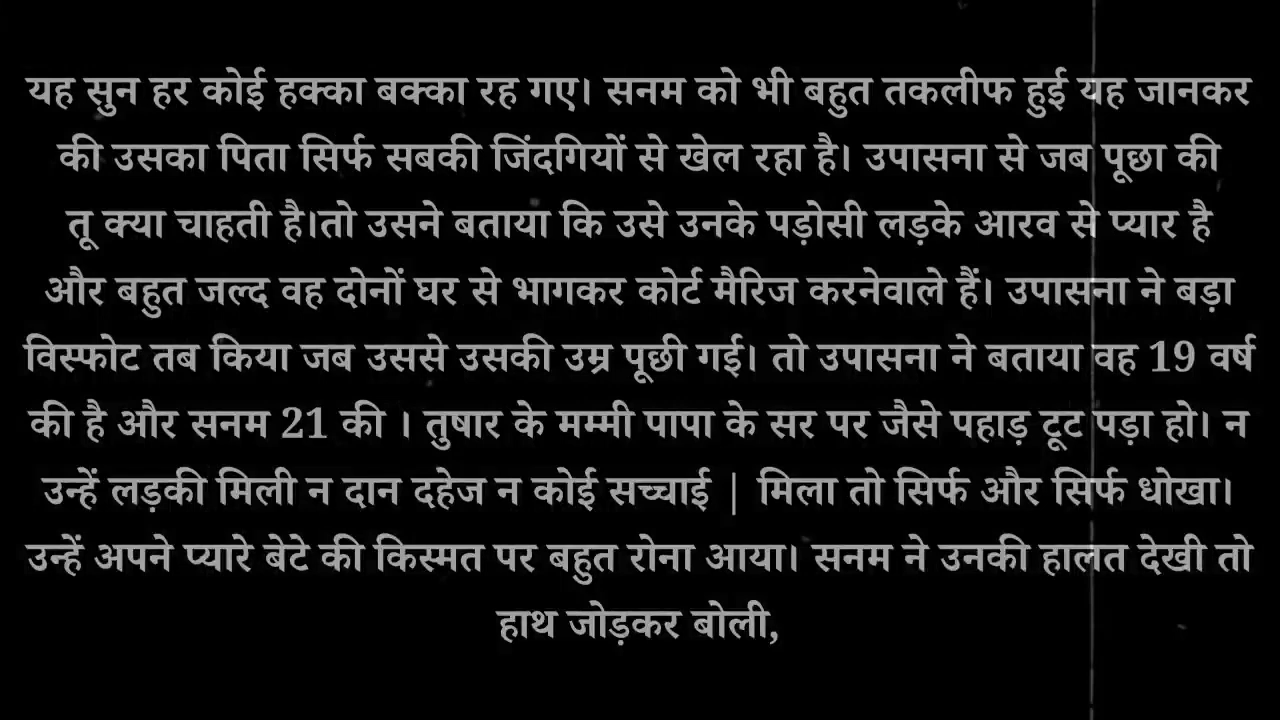 यह सुन हर कोई हक्का बक्का रह गए। सनम को भी बहुत तकलीफ हुई यह जानकर
की उसका पिता सिर्फ सबकी जिंदगियों से खेल रहा है। उपासना से जब पूछा की
तू क्या चाहती है।तो उसने बताया कि उसे उनके पड़ोसी लड़के आरव से प्यार है
और बहुत जल्द वह दोनों घर से भागकर कोर्ट मैरिज करनेवाले हैं। उपासना ने बड़ा
विस्फोट तब किया जब उससे उसकी उम्र पूछी गई। तो उपासना ने बताया वह 19 वर्ष
की है और सनम 21 की । तुषार के मम्मी पापा के सर पर जैसे पहाड़ टूट पड़ा हो। न
उन्हें लड़की मिली न दान दहेज न कोई सच्चाई | मिला तो सिर्फ और सिर्फ धोखा।
उन्हें अपने प्यारे बेटे की किस्मत पर बहुत रोना आया। सनम ने उनकी हालत देखी तो
हाथ जोड़कर बोली,